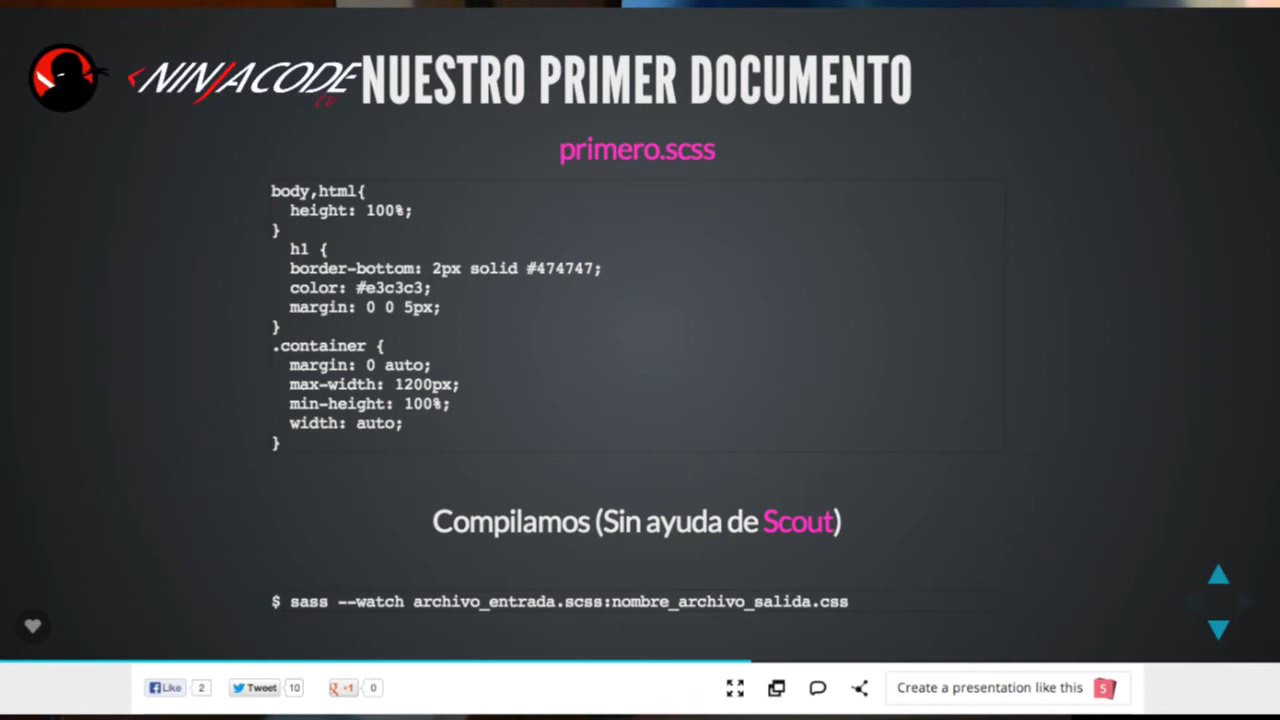 <NINJACODE
tv
NUESTRO PRIMER DOCUMENTO
primero.scss
body,html{
  height: 100%;
}
  h1 {
  border-bottom: 2px solid #474747;
  color: #e3c3c3;
  margin: 0 0 5px;
}
.container {
  margin: 0 auto;
  max-width: 1200px;
  min-height: 100%;
  width: auto;
}
Compilamos (Sin ayuda de Scout)
$ sass --watch archivo_entrada.scss:nombre_archivo_salida.css
Like 2 Tweet 10 g +1 0 Create a presentation like this S